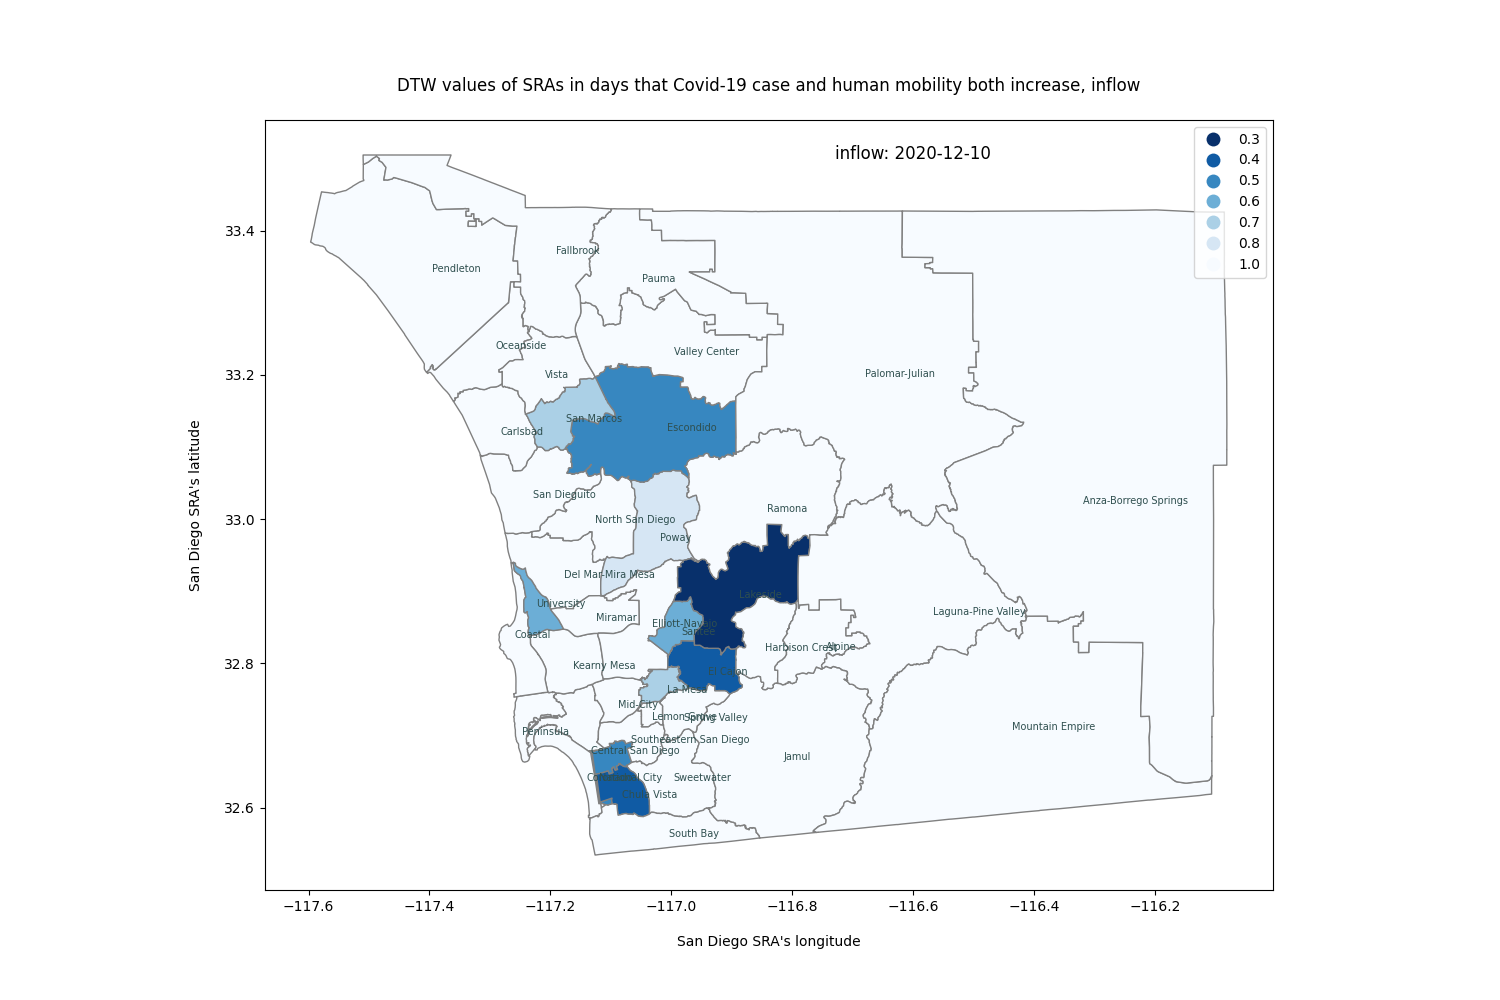 DTW values of SRAs in days that Covid-19 case and human mobility both increase, inflow
inflow: 2020-12-10
0.3
0.4
0.5
0.6
0.7
0.8
1.0
San Diego SRA's latitude
33.4
33.2
33.0
32.8
32.6
Fallbrook
Pendleton
Pauma
Oceanside
Valley Center
Vista
Palomar-Julian
San Marcos
Carlsbad
Escondido
San Dieguito
Anza-Borrego Springs
Ramona
North San Diego
Poway
Del Mar-Mira Mesa
Lakeside
University
Laguna-Pine Valley
Miramar
Elliott-Navajo
Santee
Coastal
Harbison Crest
Alpine
Kearny Mesa
El Cajon
La Mesa
Mid-City
Lemon Grove
Spring Valley
Mountain Empire
Peninsula
Southeastern San Diego
Central San Diego
Jamul
National City
Sweetwater
Chula Vista
South Bay
−117.6
−117.4
−117.2
−117.0
−116.8
−116.6
−116.4
−116.2
San Diego SRA's longitude